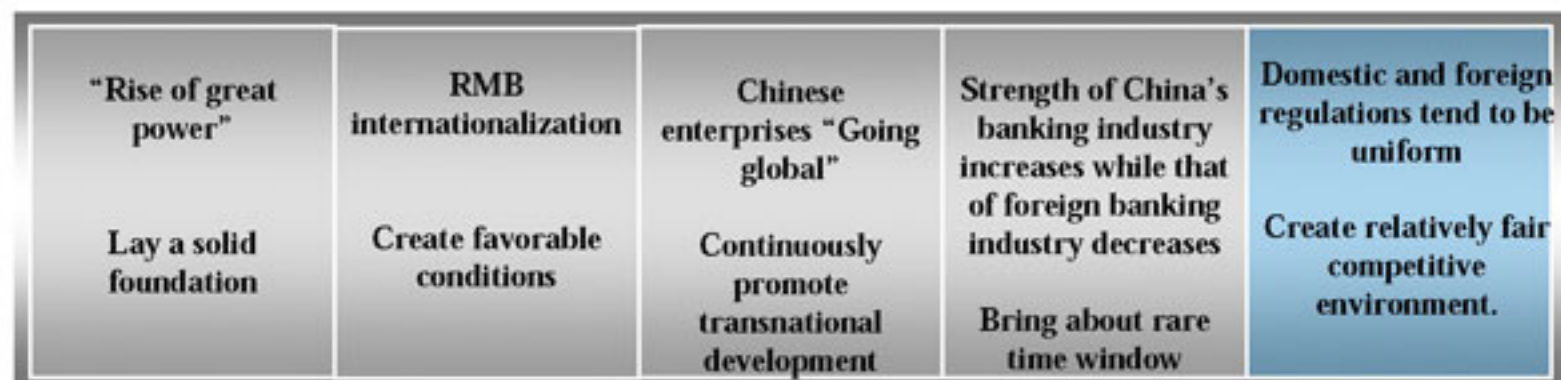 “Rise of great
power”
Lay a solid
foundation
RMB
internationalization
Create favorable
conditions
Chinese
enterprises “Going
global”
Continuously
promote
transnational
development
Strength of China’s
banking industry
increases while that
of foreign banking
industry decreases
Bring about rare
time window
Domestic and foreign
regulations tend to be
uniform
Create relatively fair
competitive
environment.